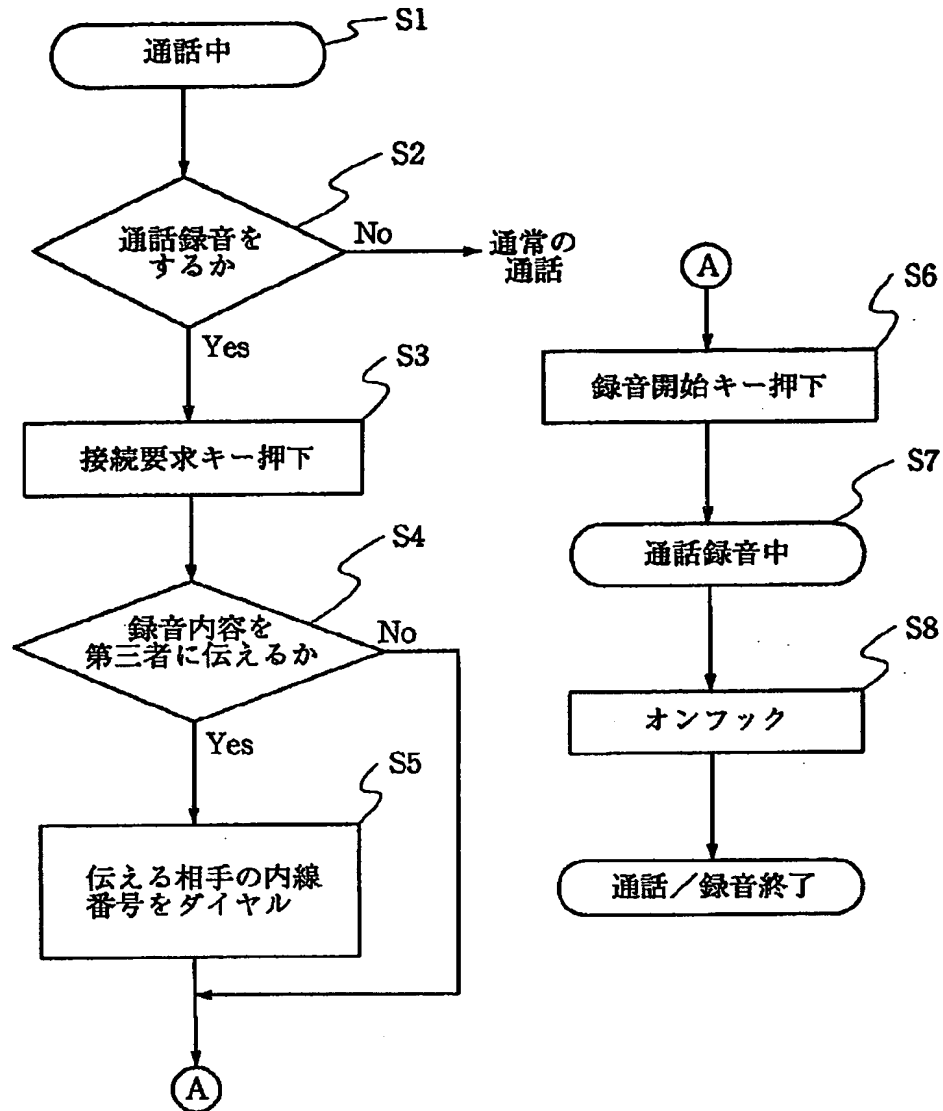 通話中
S1
通話録音を
するか
S2
No
通常の
通話
Yes
接続要求キー押下
S3
録音内容を
第三者に伝えるか
S4
No
Yes
伝える相手の内線
番号をダイヤル
S5
A
A
録音開始キー押下
S6
通話録音中
S7
オンフック
S8
通話／録音終了